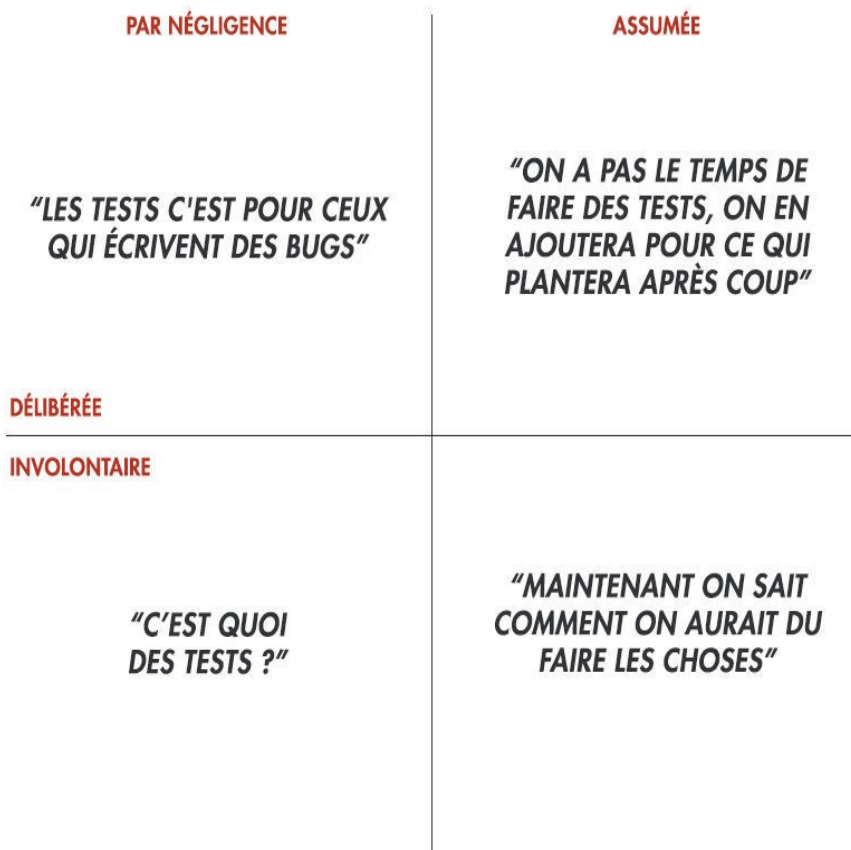 PAR NÉGLIGENCE
ASSUMÉE
“LES TESTS C'EST POUR CEUX
QUI ÉCRIVENT DES BUGS”
“ON A PAS LE TEMPS DE
FAIRE DES TESTS, ON EN
AJOUTERA POUR CE QUI
PLANTERA APRÈS COUP”
DÉLIBÉRÉE
INVOLONTAIRE
“C’EST QUOI
DES TESTS ?”
“MAINTENANT ON SAIT
COMMENT ON AURAIT DU
FAIRE LES CHOSES”